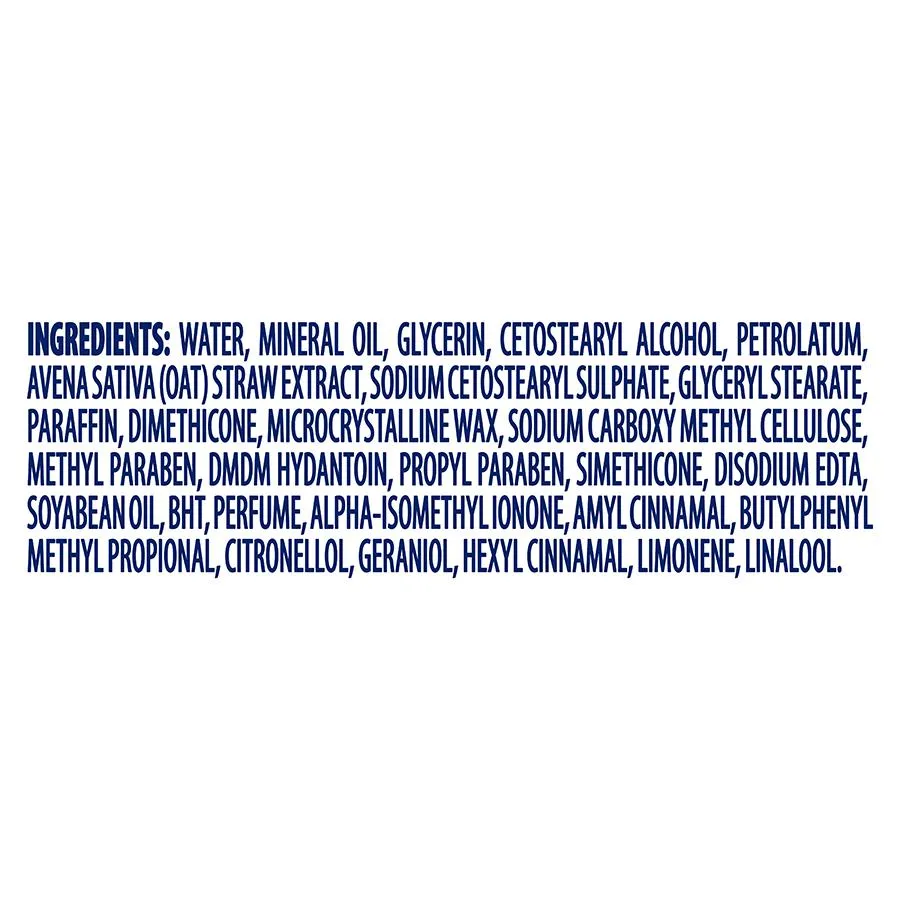 INGREDIENTS: WATER, MINERAL OIL, GLYCERIN, CETOSTEARYL ALCOHOL, PETROLATUM,
AVENA SATIVA (OAT) STRAW EXTRACT, SODIUM CETOSTEARYL SULPHATE, GLYCERYL STEARATE,
PARAFFIN, DIMETHICONE, MICROCRYSTALLINE WAX, SODIUM CARBOXY METHYL CELLULOSE,
METHYL PARABEN, DMDM HYDANTOIN, PROPYL PARABEN, SIMETHICONE, DISODIUM EDTA,
SOYABEAN OIL, BHT, PERFUME, ALPHA-ISOMETHYL IONONE, AMYL CINNAMAL, BUTYLPHENYL
METHYL PROPIONAL, CITRONELLOL, GERANIOL, HEXYL CINNAMAL, LIMONENE, LINALOOL.